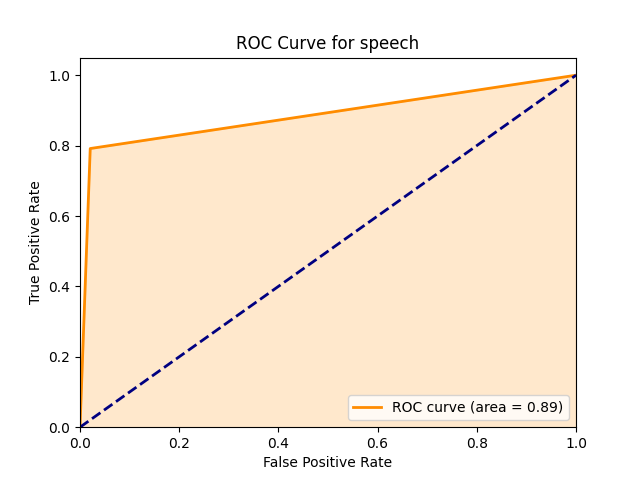 ROC Curve for speech
True Positive Rate
1.0
0.8
0.6
0.4
0.2
0.0
ROC curve (area = 0.89)
0.0 0.2 0.4 0.6 0.8 1.0
False Positive Rate